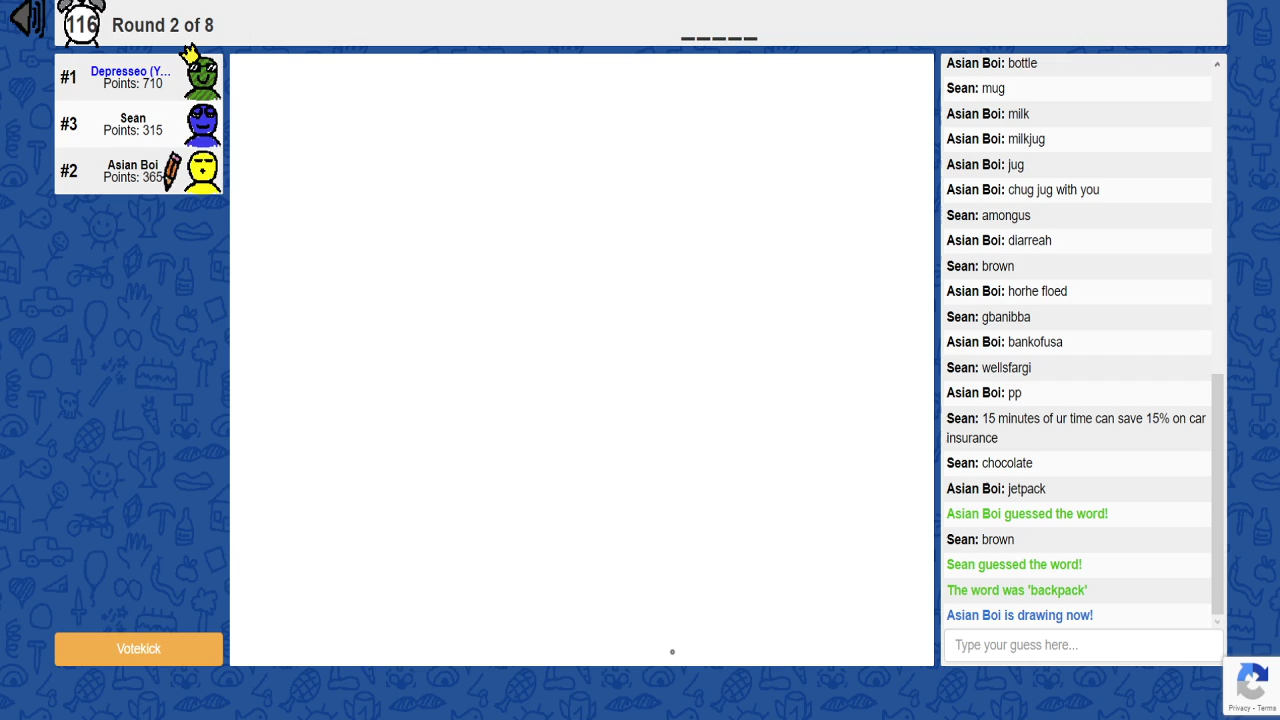 116 Round 2 of 8
_ _ _ _ _
#1 Depresseo (Y...
Points: 710
#3 Sean
Points: 315
#2 Asian Boi
Points: 365
Votekick
Asian Boi: bottle
Sean: mug
Asian Boi: milk
Asian Boi: milkjug
Asian Boi: jug
Asian Boi: chug jug with you
Sean: amongus
Asian Boi: diarreah
Sean: brown
Asian Boi: horhe floed
Sean: gbanibba
Asian Boi: bankofusa
Sean: wellsfargi
Asian Boi: pp
Sean: 15 minutes of ur time can save 15% on car
insurance
Sean: chocolate
Asian Boi: jetpack
Asian Boi guessed the word!
Sean: brown
Sean guessed the word!
The word was 'backpack'
Asian Boi is drawing now!
Type your guess here...
Privacy - Terms